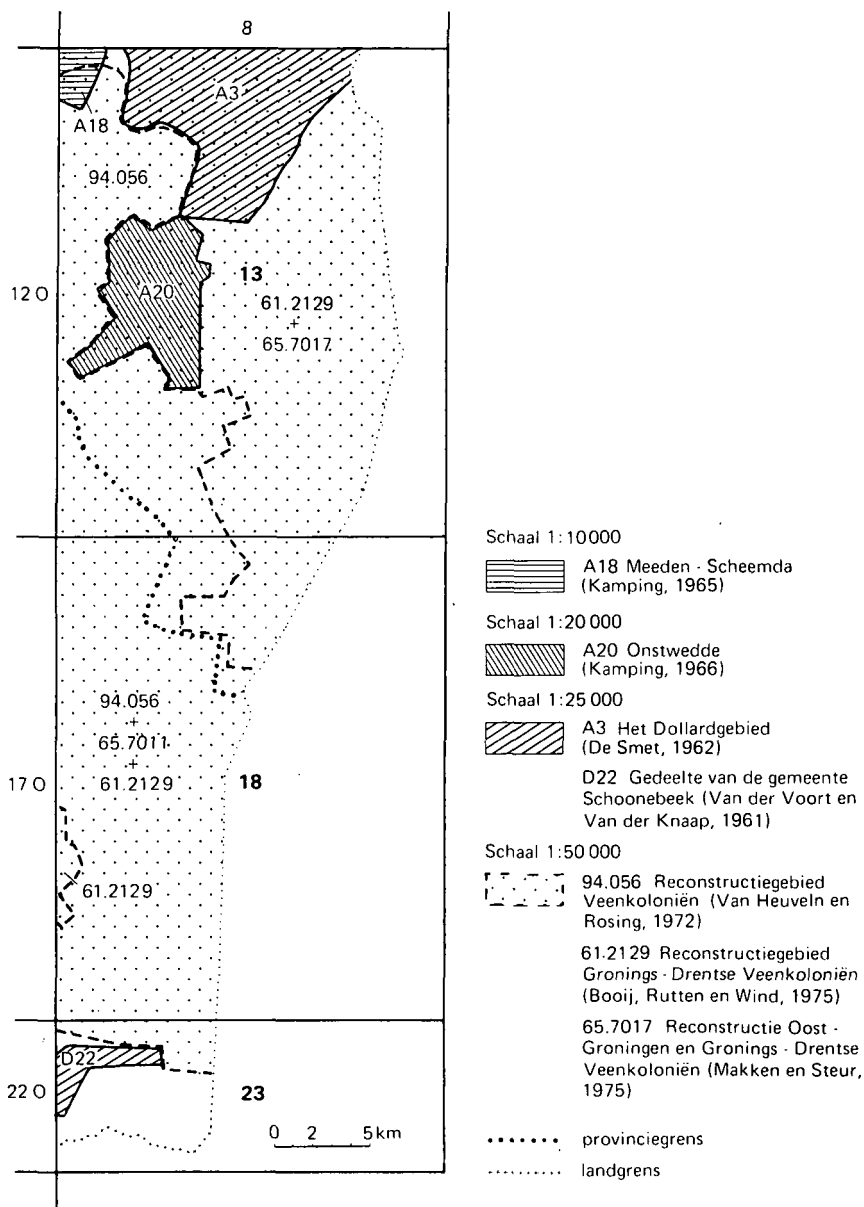 8
A3
A18
94.056
12 O
A20
13
61.2129
+
65.7017
94.056
+
65.7011
+
61.2129
17 O
18
61.2129
D22
22 O
23
0 2 5 km
Schaal 1:10 000
A18 Meeden - Scheemda
(Kamping, 1965)
Schaal 1:20 000
A20 Onstwedde
(Kamping, 1966)
Schaal 1:25 000
A3 Het Dollardgebied
(De Smet, 1962)
D22 Gedeelte van de gemeente
Schoonebeek (Van der Voort en
Van der Knaap, 1961)
Schaal 1:50 000
94.056 Reconstructiegebied
Veenkoloniën (Van Heuveln en
Rosing, 1972)
61.2129 Reconstructiegebied
Gronings - Drentse Veenkoloniën
(Booij, Rutten en Wind, 1975)
65.7017 Reconstructie Oost -
Groningen en Gronings - Drentse
Veenkoloniën (Makken en Steur,
1975)
provinciegrens
landgrens